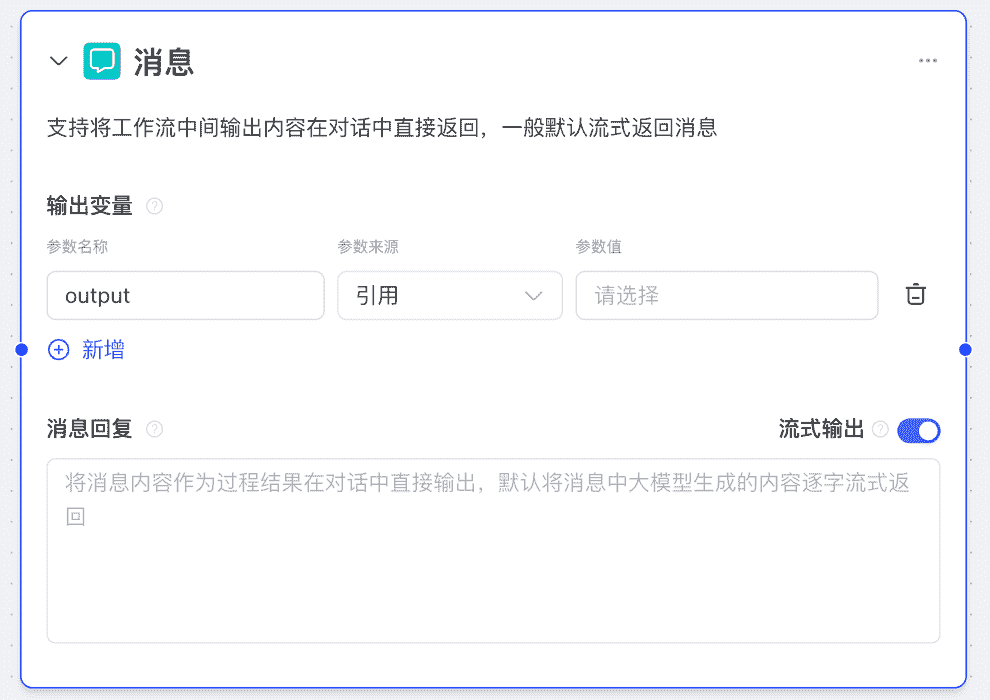 消息
支持将工作流中间输出内容在对话中直接返回，一般默认流式返回消息
输出变量
参数名称 参数来源 参数值
output 引用 请选择
新增
消息回复 流式输出
将消息内容作为过程结果在对话中直接输出，默认将消息中大模型生成的内容逐字流式返
回